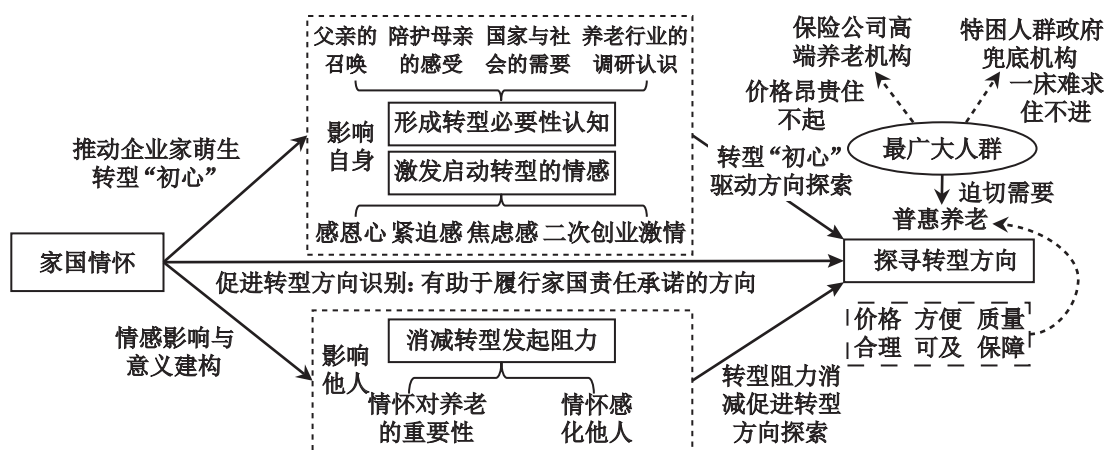 父亲的
召唤
陪护母亲
的感受
国家与社
会的需要
养老行业的
调研认识
影响
自身
形成转型必要性认知
激发启动转型的情感
感恩心 紧迫感 焦虑感 二次创业激情
推动企业家萌生
转型“初心”
家国情怀
促进转型方向识别：有助于履行家国责任承诺的方向
情感影响与
意义建构
影响
他人
消减转型发起阻力
情怀对养老
的重要性
情怀感
化他人
转型“初心”
驱动方向探索
转型阻力消
减促进转型
方向探索
保险公司高
端养老机构
特困人群政府
兜底机构
价格昂贵住
不起
一床难求
住不进
最广大人群
迫切需要
普惠养老
探寻转型方向
价格
合理
方便
可及
质量
保障